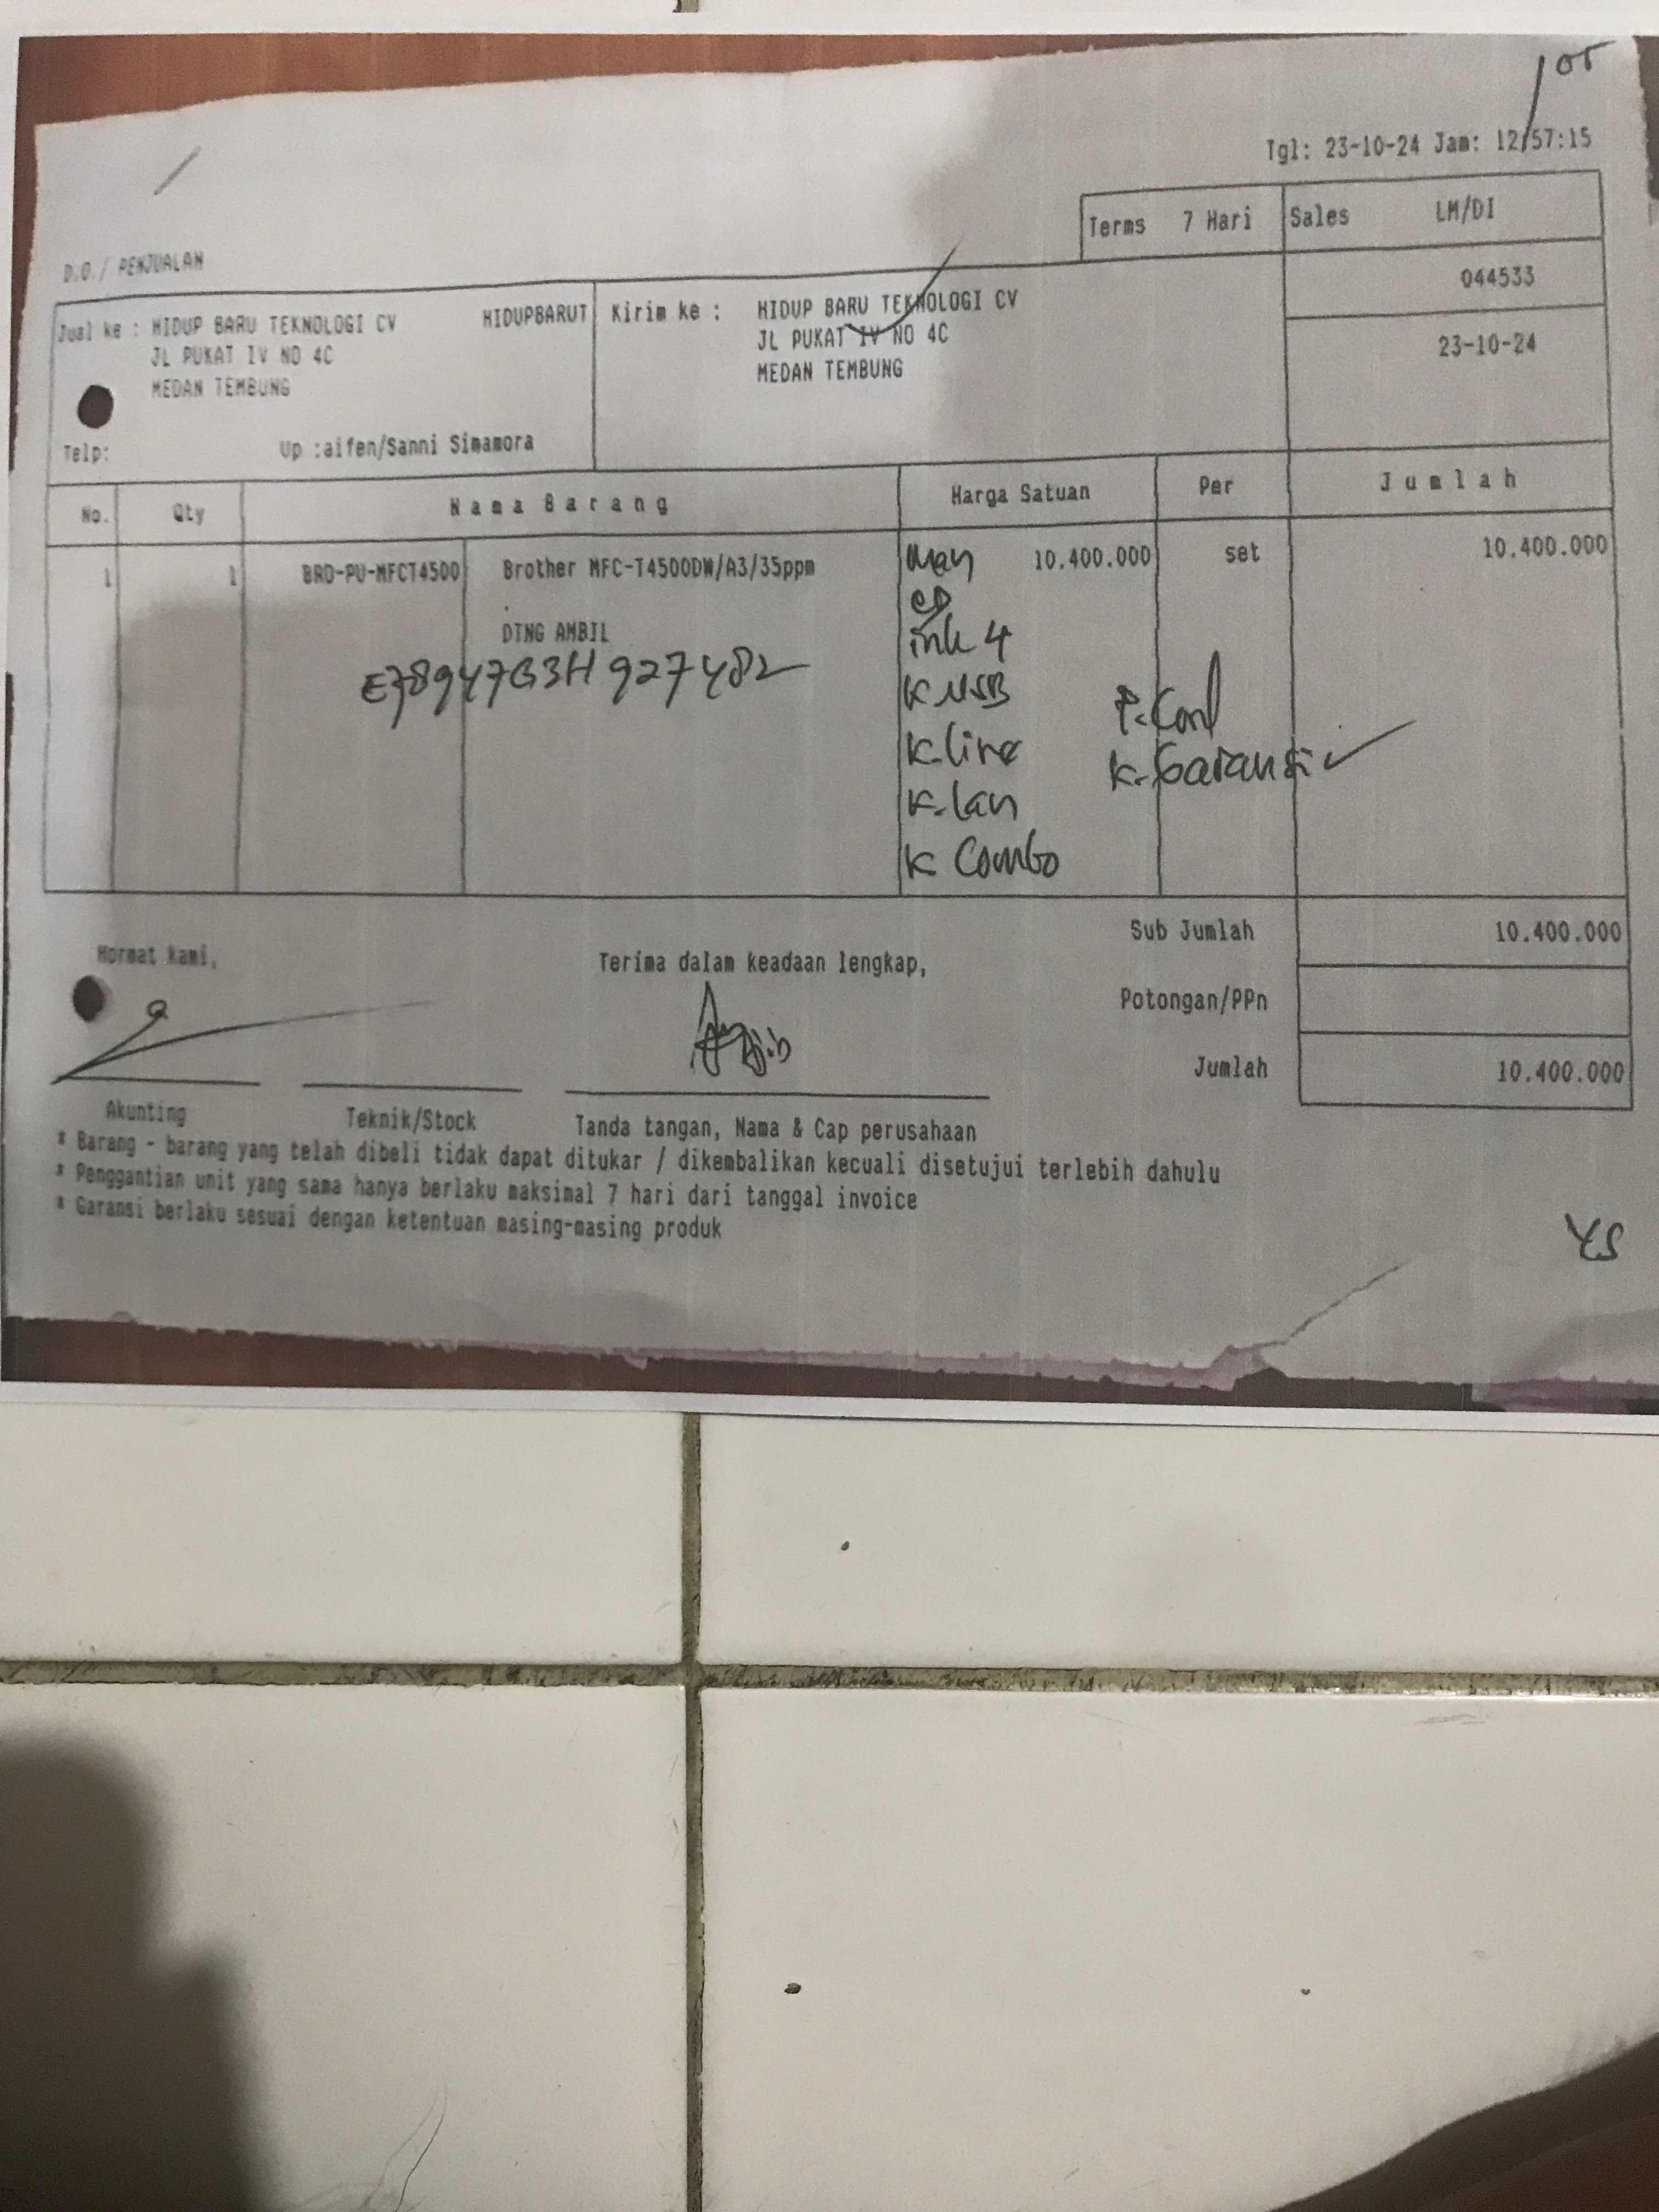 Tgl: 23-10-24 Jam: 12:57:15
Terms 7 Hari Sales LM/DI
D.O./ PENJUALAN
044533
Jual ke : HIDUP BARU TEKNOLOGI CV HIDUPBARUT Kirim ke : HIDUP BARU TEKNOLOGI CV
JL PUKAT IV NO 4C JL PUKAT IV NO 4C 23-10-24
MEDAN TEMBUNG MEDAN TEMBUNG
Telp: Up :aifen/Sanni Simamora
No. Qty Nama Barang Harga Satuan Per Jumlah
1 1 BRO-PU-MFCT4500 Brother MFC-T4500DW/A3/35ppm Man 10.400.000 set 10.400.000
CD
DTNG AMBIL ink 4
E78947G3H927482 K USB
K-line P.Card
K-lan K-Garansi
K Combo
Sub Jumlah 10.400.000
Hormat Kami, Terima dalam keadaan lengkap,
Potongan/PPn
Jumlah 10.400.000
Akunting Teknik/Stock Tanda tangan, Nama & Cap perusahaan
* Barang - barang yang telah dibeli tidak dapat ditukar / dikembalikan kecuali disetujui terlebih dahulu
* Penggantian unit yang sama hanya berlaku maksimal 7 hari dari tanggal invoice
* Garansi berlaku sesuai dengan ketentuan masing-masing produk
YS